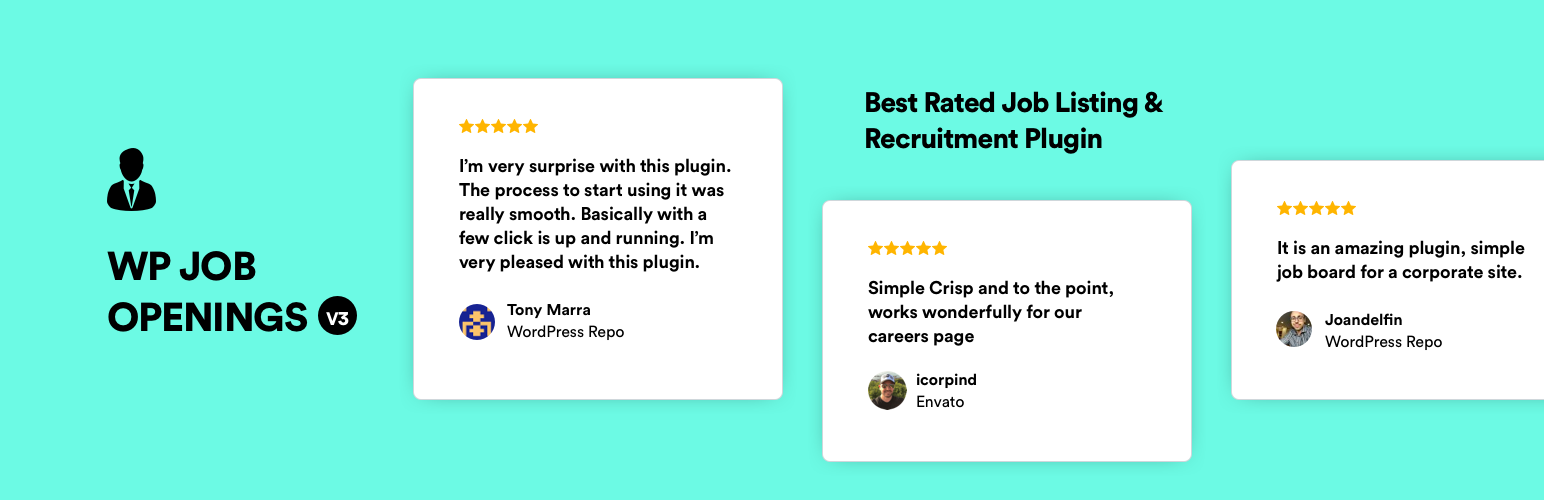 WP JOB
OPENINGS V3
I’m very surprise with this plugin.
The process to start using it was
really smooth. Basically with a
few click is up and running. I’m
very pleased with this plugin.
Tony Marra
WordPress Repo
Best Rated Job Listing &
Recruitment Plugin
Simple Crisp and to the point,
works wonderfully for our
careers page
icorpind
Envato
It is an amazing plugin, simple
job board for a corporate site.
Joandelfin
WordPress Repo